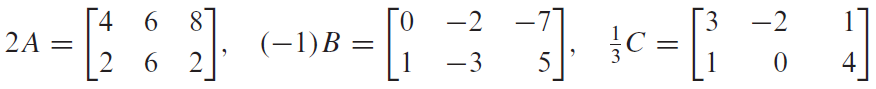 2A = [4 6 8; 2 6 2], (−1)B = [0 −2 −7; 1 −3 5], ⅓C = [3 −2 1; 1 0 4]